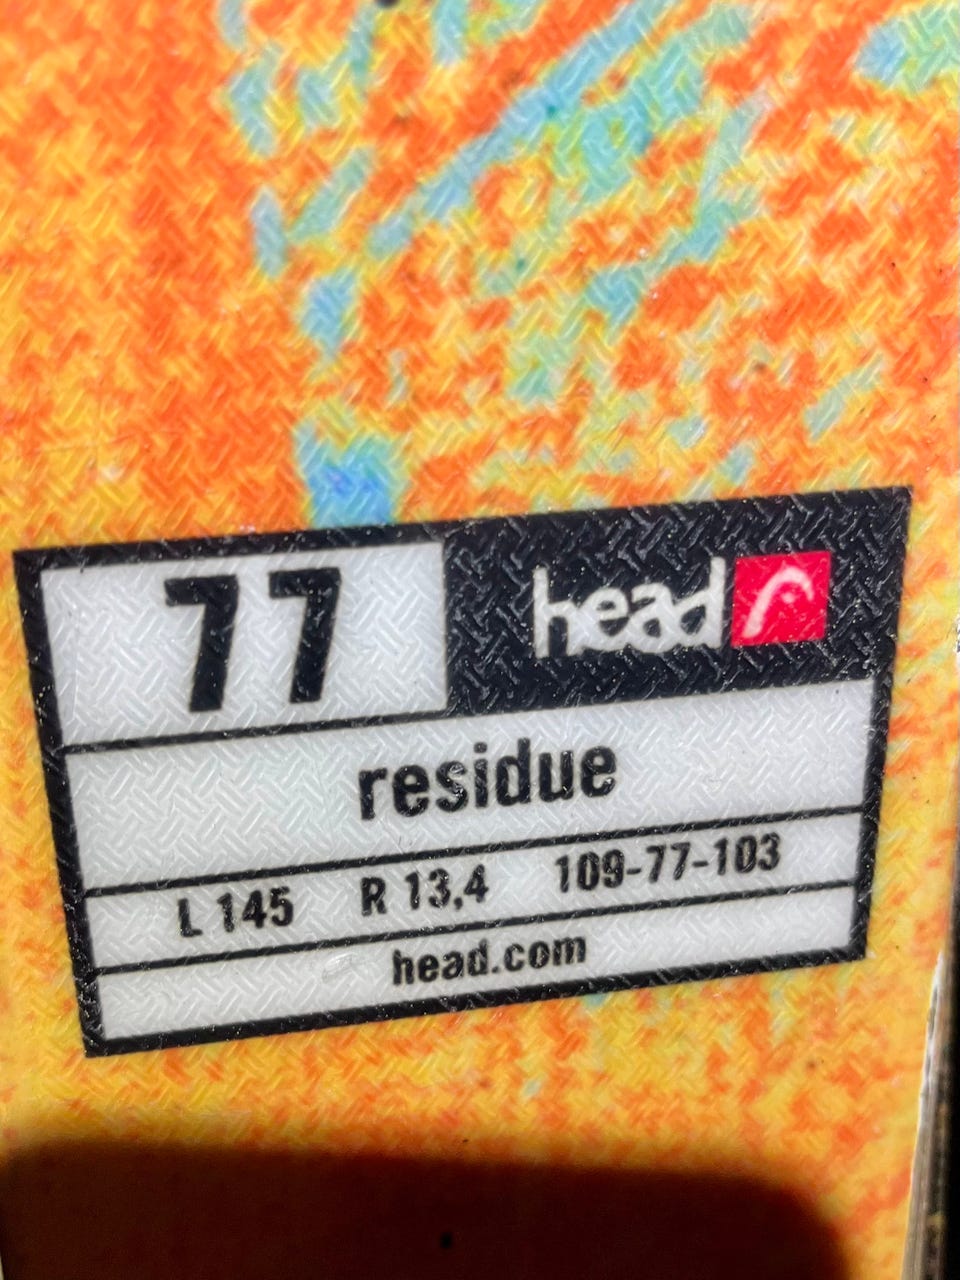 77 head
residue
L 145 R 13,4 109-77-103
head.com